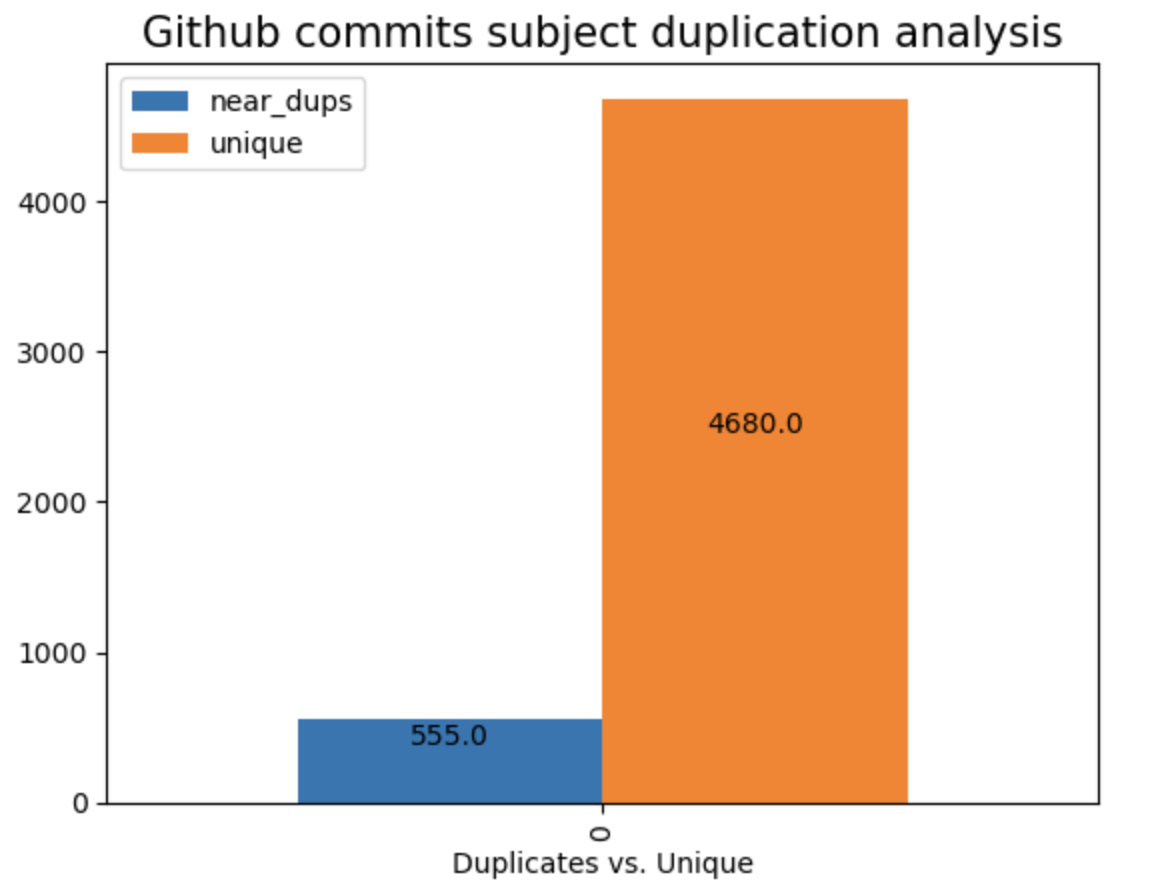 Github commits subject duplication analysis
near_dups
unique
4000
3000
2000
1000
0
4680.0
555.0
0
Duplicates vs. Unique